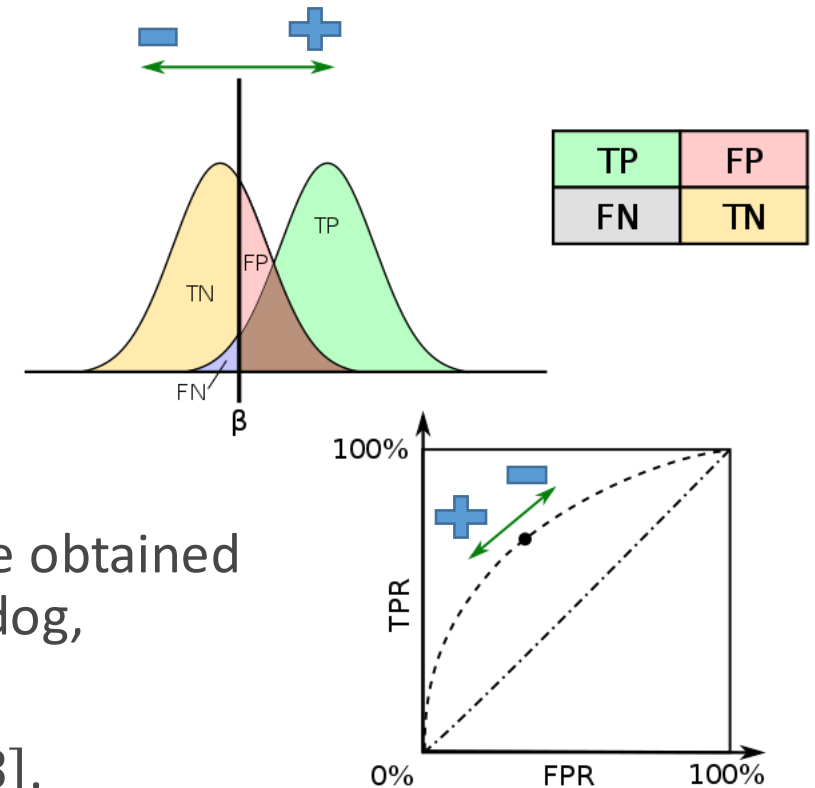 TP FP
FN TN
TP
FP
TN
FN
β
100%
e obtained
dog,
TPR
3].
0% FPR 100%